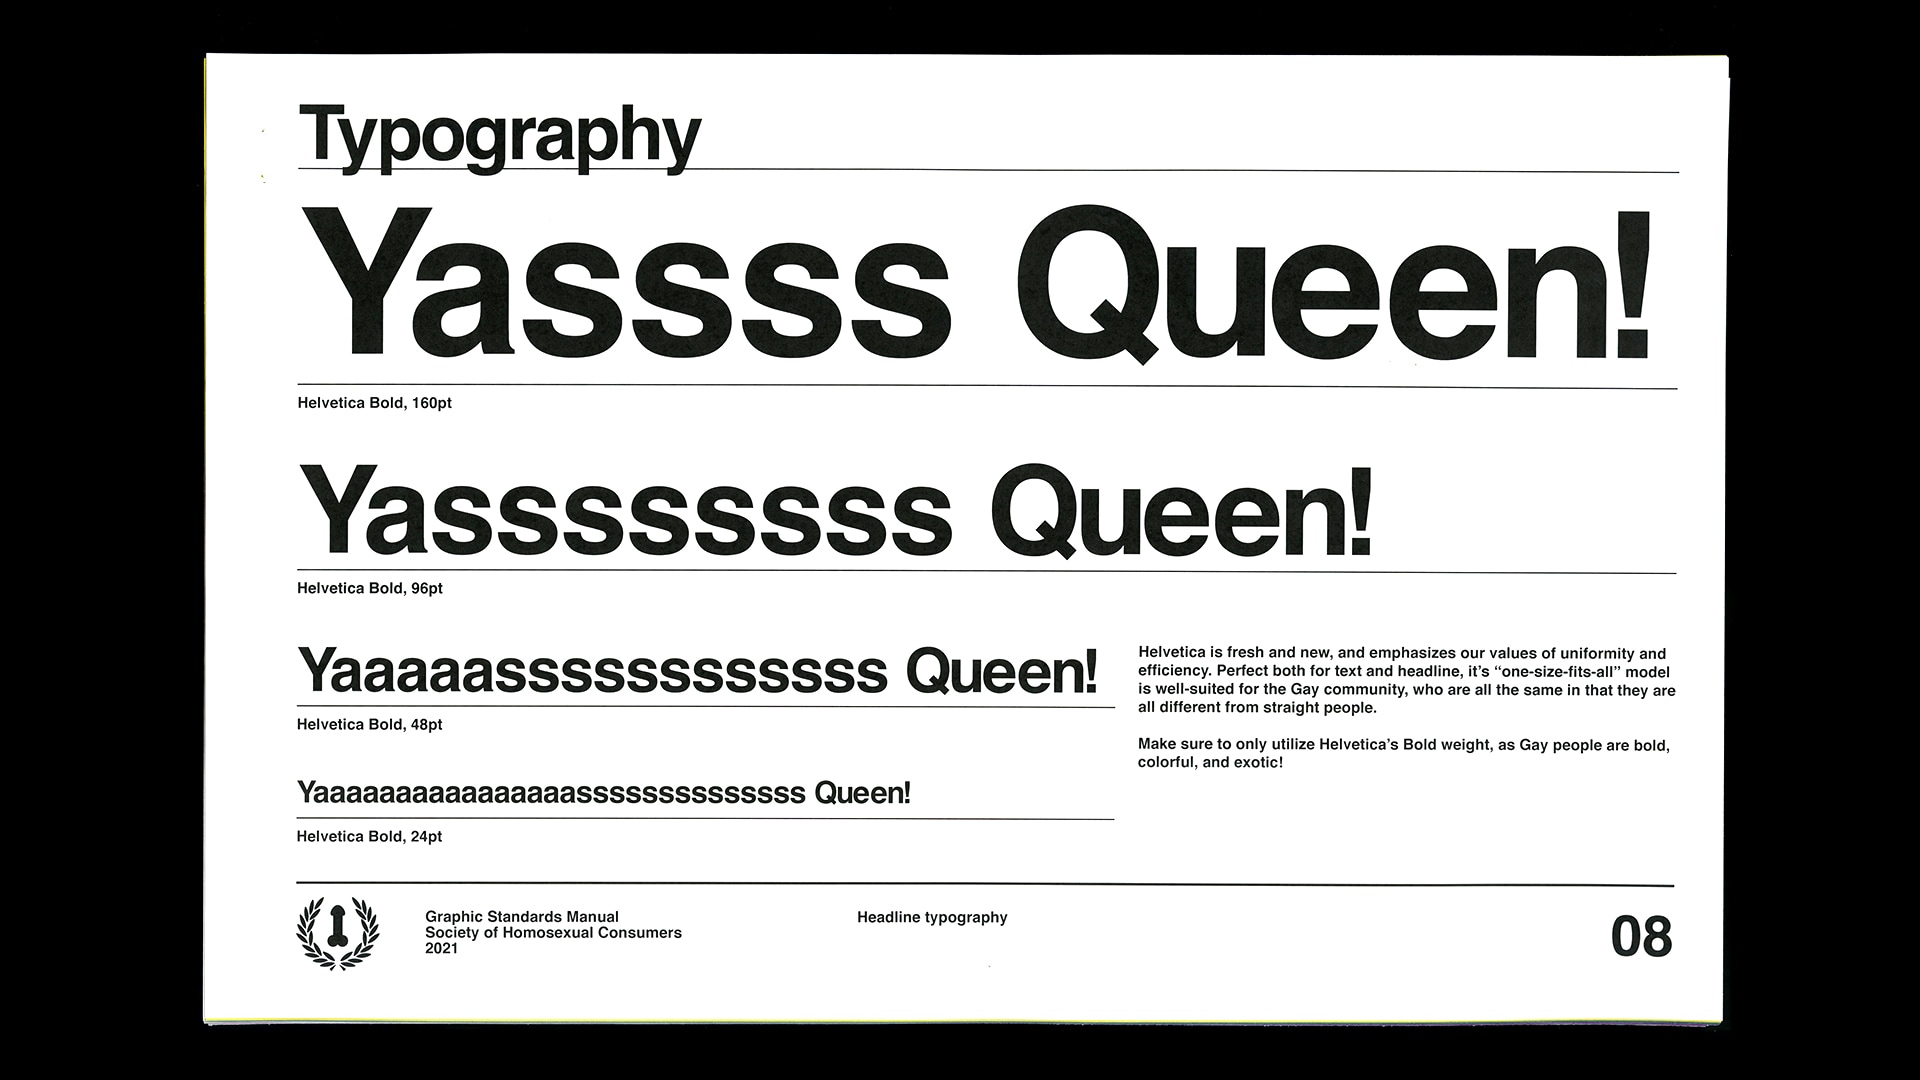 Typography
Yassss Queen!
Helvetica Bold, 160pt
Yassssssss Queen!
Helvetica Bold, 96pt
Yaaaaassssssssssss Queen!
Helvetica Bold, 48pt
Yaaaaaaaaaaaaaaaassssssssssssss Queen!
Helvetica Bold, 24pt
Helvetica is fresh and new, and emphasizes our values of uniformity and
efficiency. Perfect both for text and headline, it’s “one-size-fits-all” model
is well-suited for the Gay community, who are all the same in that they are
all different from straight people.
Make sure to only utilize Helvetica’s Bold weight, as Gay people are bold,
colorful, and exotic!
Graphic Standards Manual
Society of Homosexual Consumers
2021
Headline typography
08